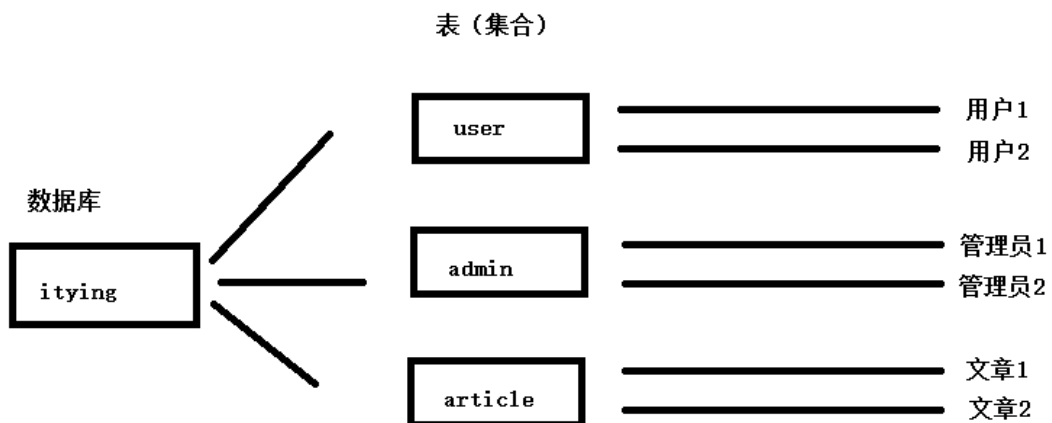 表（集合）
user
用户1
用户2
数据库
itying
admin
管理员1
管理员2
article
文章1
文章2